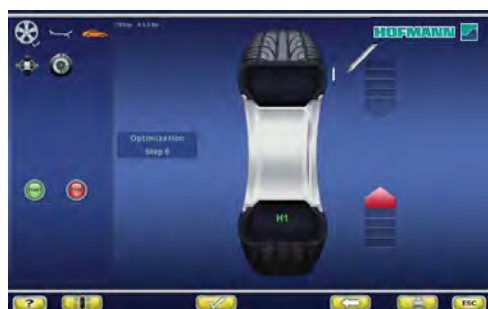 HOFMANN
Optimization
Step 6
H1
?
ESC